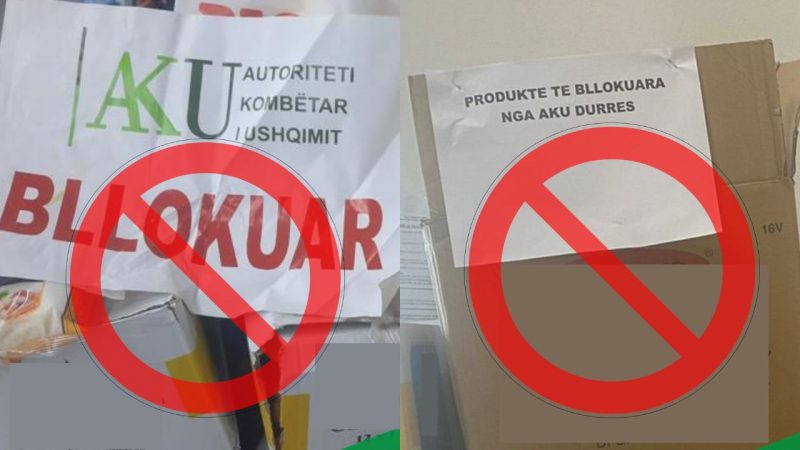 AKU
AUTORITETI
KOMBËTAR
I USHQIMIT
BLLOKUAR
PRODUKTE TE BLLOKUARA
NGA AKU DURRES
16V